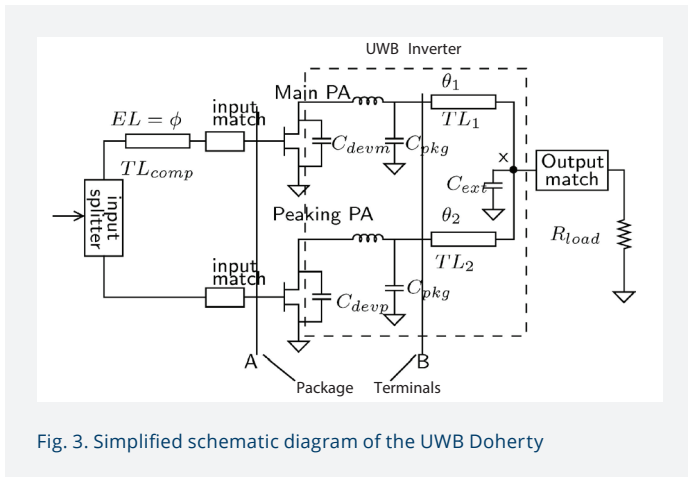 UWB Inverter
Main PA
θ1
EL = ϕ
input
match
TL1
Cdevm
Cpkg
TLcomp
x
Output
match
Cext
input
splitter
Peaking PA
θ2
Rload
input
match
TL2
Cdevp
Cpkg
A
B
Package
Terminals
Fig. 3. Simplified schematic diagram of the UWB Doherty